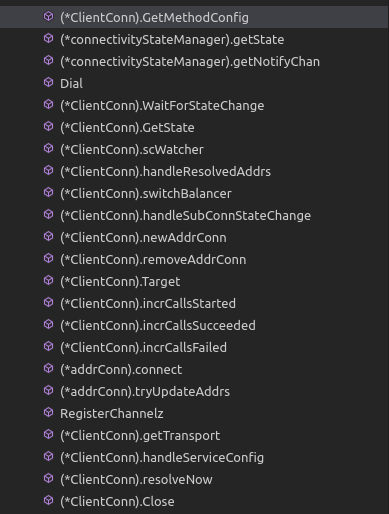 (*ClientConn).GetMethodConfig
(*connectivityStateManager).getState
(*connectivityStateManager).getNotifyChan
Dial
(*ClientConn).WaitForStateChange
(*ClientConn).GetState
(*ClientConn).scWatcher
(*ClientConn).handleResolvedAddrs
(*ClientConn).switchBalancer
(*ClientConn).handleSubConnStateChange
(*ClientConn).newAddrConn
(*ClientConn).removeAddrConn
(*ClientConn).Target
(*ClientConn).incrCallsStarted
(*ClientConn).incrCallsSucceeded
(*ClientConn).incrCallsFailed
(*addrConn).connect
(*addrConn).tryUpdateAddrs
RegisterChannelz
(*ClientConn).getTransport
(*ClientConn).handleServiceConfig
(*ClientConn).resolveNow
(*ClientConn).Close